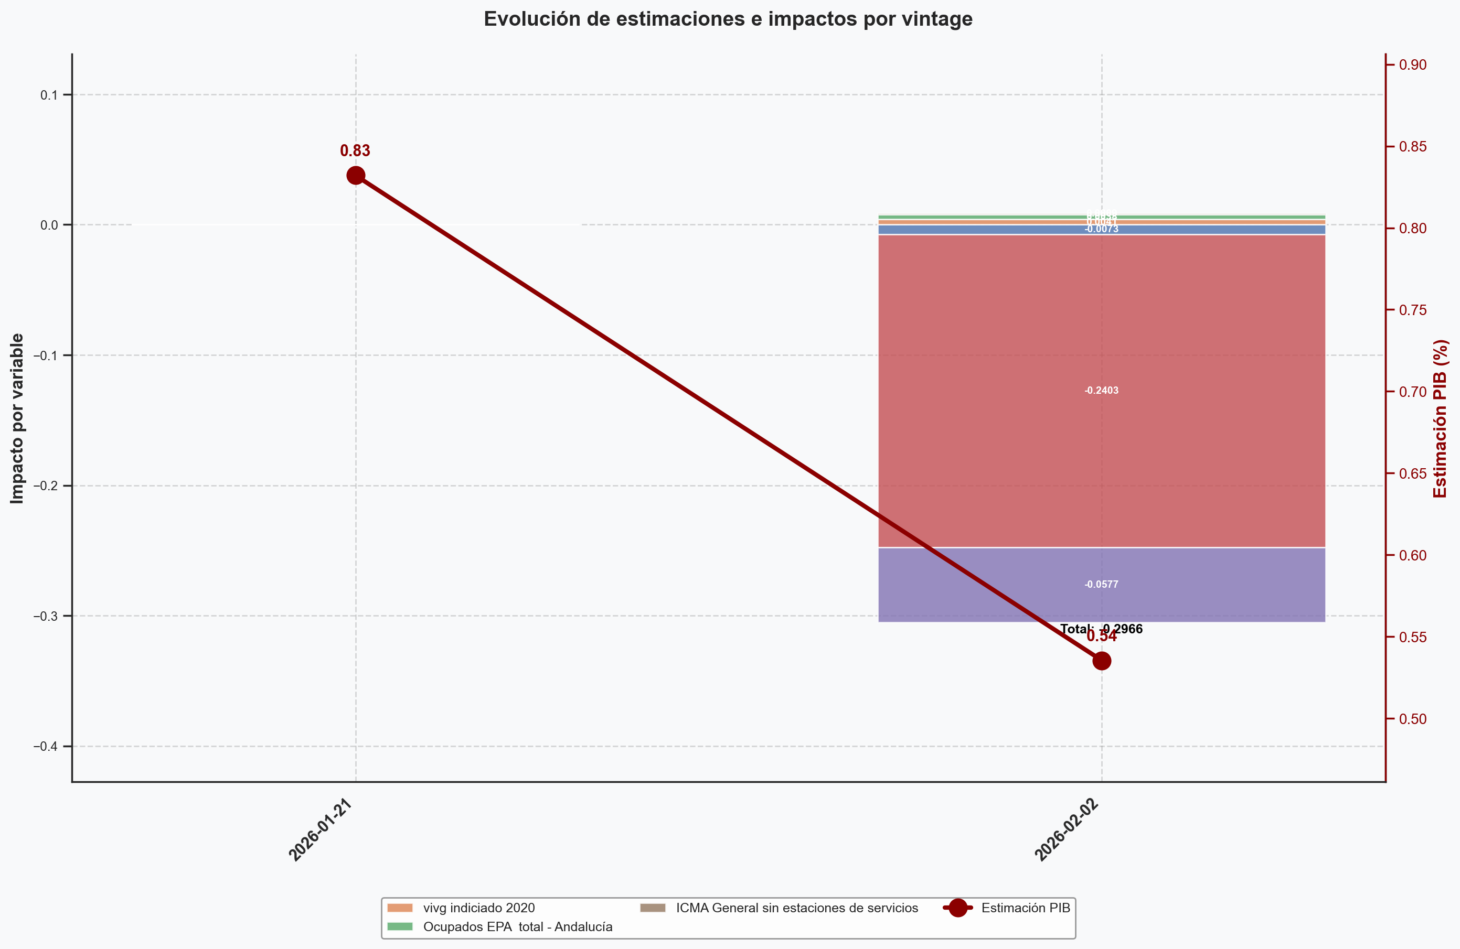 Evolución de estimaciones e impactos por vintage
Impacto por variable
0.1
0.0
−0.1
−0.2
−0.3
−0.4
0.83
-0.0073
-0.2403
-0.0577
Total: -0.2966
0.54
0.90
0.85
0.80
0.75
0.70
0.65
0.60
0.55
0.50
Estimación PIB (%)
2026-01-21
2026-02-02
vivg indiciado 2020
Ocupados EPA total - Andalucía
ICMA General sin estaciones de servicios
Estimación PIB